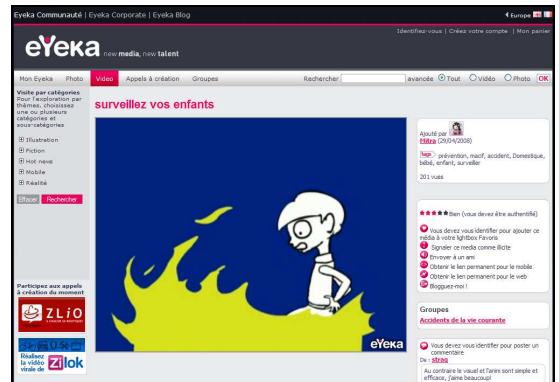 Eyeka Communauté | Eyeka Corporate | Eyeka Blog
Europe
Identifiez-vous | Créez votre compte | Mon panier
eYeka new media, new talent
Mon Eyeka Photo Video Appels à création Groupes Rechercher avancée Tout Vidéo Photo OK
Visite par catégories
Pour l'exploration par
thèmes, choisissez
une ou plusieurs
catégories et
sous-catégories
Illustration
Fiction
Hot news
Mobile
Réalité
Effacer Rechercher
Participez aux appels
à création du moment
ZLIO
Réalisez
la vidéo
virale de
Zilok
surveillez vos enfants
eYeka
Ajouté par
Mitra (29/04/2008)
tags prévention, macif, accident, Domestique,
bébé, enfant, surveiller
201 vues
Bien (vous devez être authentifié)
Vous devez vous identifier pour ajouter ce
média à votre lightbox Favoris
Signaler ce media comme illicite
Envoyer à un ami
Obtenir le lien permanent pour le mobile
Obtenir le lien permanent pour le web
Blogguez-moi !
Groupes
Accidents de la vie courante
Vous devez vous identifier pour poster un
commentaire
De : straq
Au contraire le visuel et l'anim sont simple et
efficace, j'aime beaucoup!